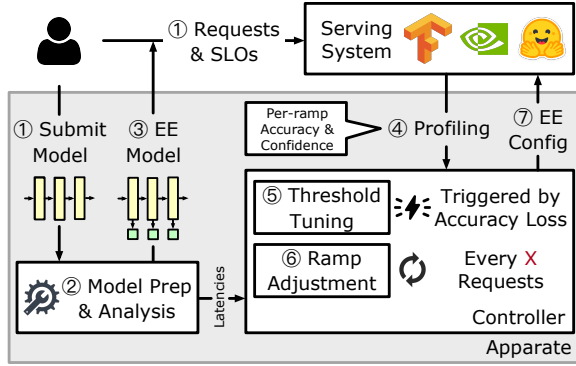 ① Requests
& SLOs
Serving
System
① Submit
Model
③ EE
Model
Per-ramp
Accuracy &
Confidence
④ Profiling
⑦ EE
Config
⑤ Threshold
Tuning
Triggered by
Accuracy Loss
⑥ Ramp
Adjustment
Every X
Requests
② Model Prep
& Analysis
Latencies
Controller
Apparate